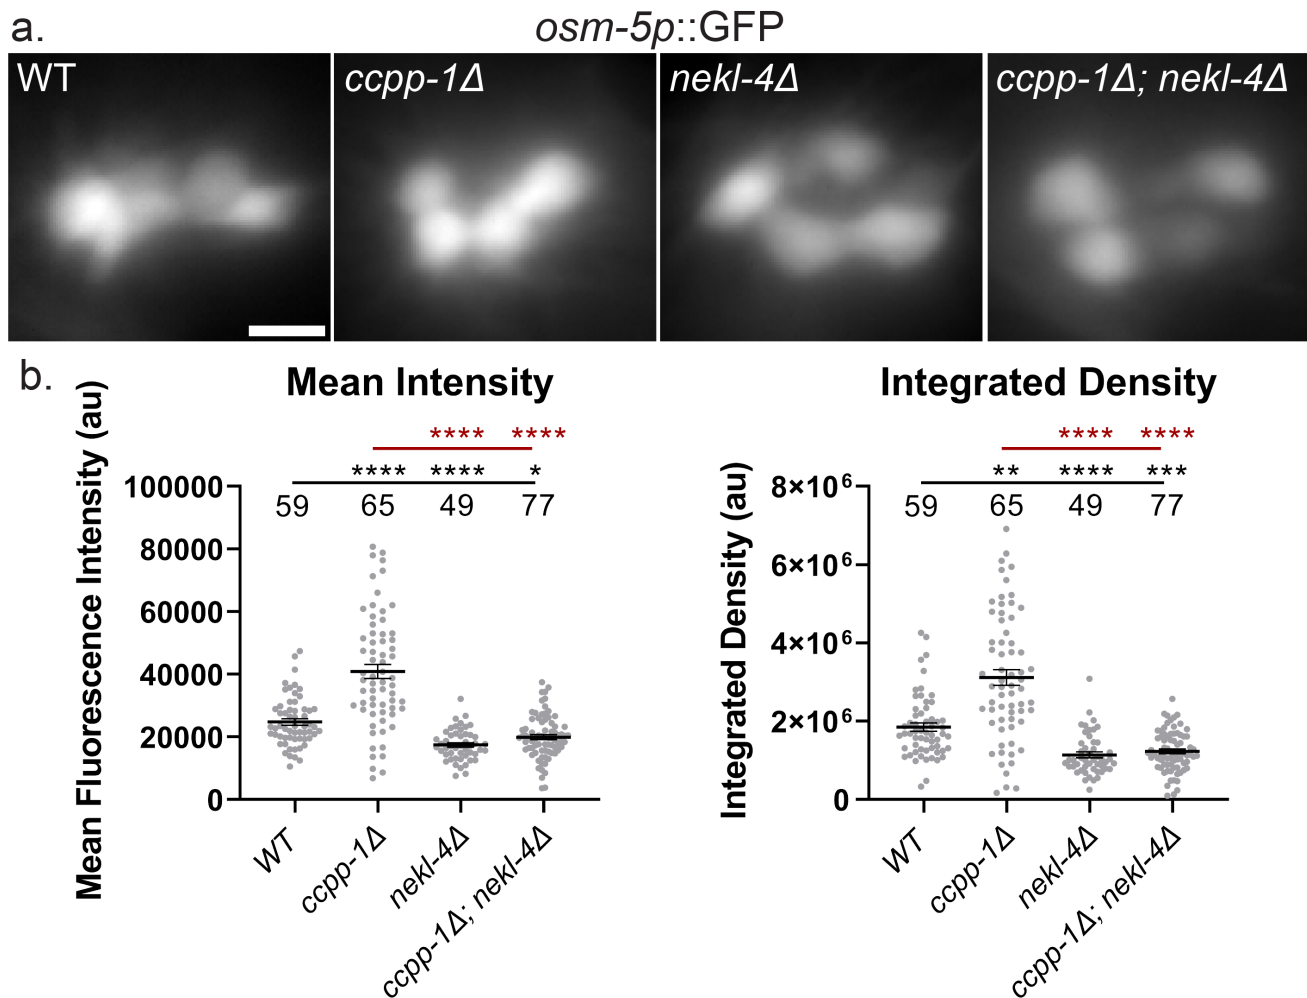 a.
osm-5p::GFP
WT
ccpp-1Δ
nekl-4Δ
ccpp-1Δ; nekl-4Δ
b.
Mean Intensity
Mean Fluorescence Intensity (au)
**** ****
**** **** *
59 65 49 77
100000
80000
60000
40000
20000
0
WT
ccpp-1Δ
nekl-4Δ
ccpp-1Δ; nekl-4Δ
Integrated Density
Integrated Density (au)
**** ****
** **** ***
59 65 49 77
8×10⁶
6×10⁶
4×10⁶
2×10⁶
0
WT
ccpp-1Δ
nekl-4Δ
ccpp-1Δ; nekl-4Δ